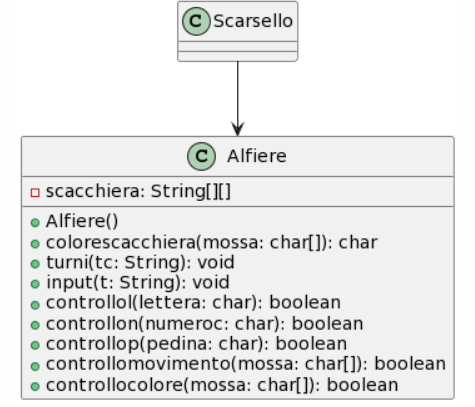 C Scarsello
C Alfiere
scacchiera: String[][]
Alfiere()
colorescacchiera(mossa: char[]): char
turni(tc: String): void
input(t: String): void
controllol(lettera: char): boolean
controllon(numeroc: char): boolean
controllop(pedina: char): boolean
controllomovimento(mossa: char[]): boolean
controllocolore(mossa: char[]): boolean